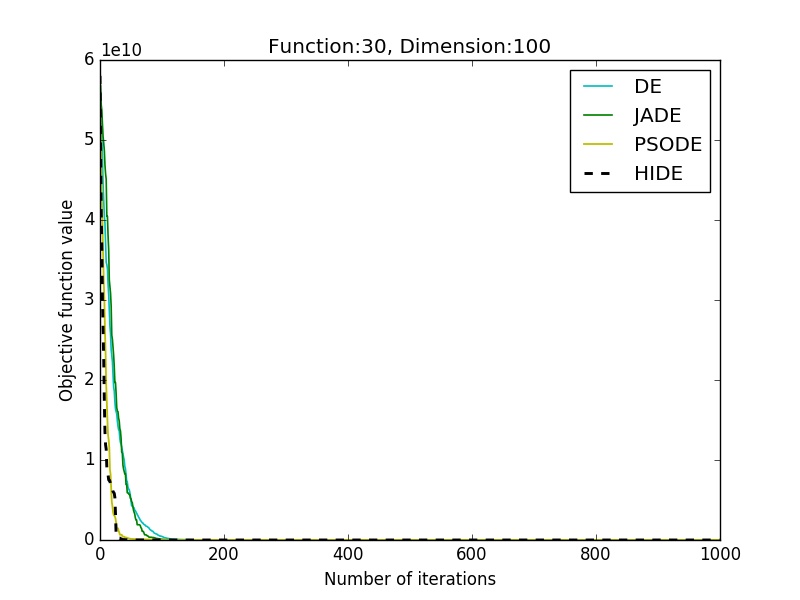 Function:30, Dimension:100
1e10
6
5
4
3
2
1
0
Objective function value
DE
JADE
PSODE
HIDE
0 200 400 600 800 1000
Number of iterations